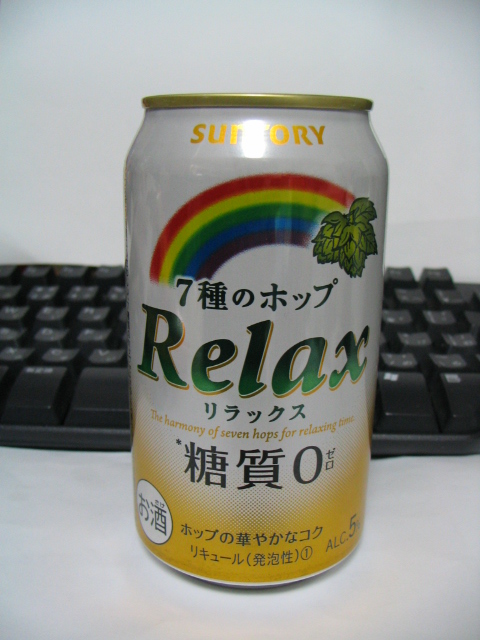 SUNTORY
7種のホップ
Relax
リラックス
The harmony of seven hops for relaxing time.
*糖質0ゼロ
お酒
ホップの華やかなコク
リキュール(発泡性)①
ALC.5